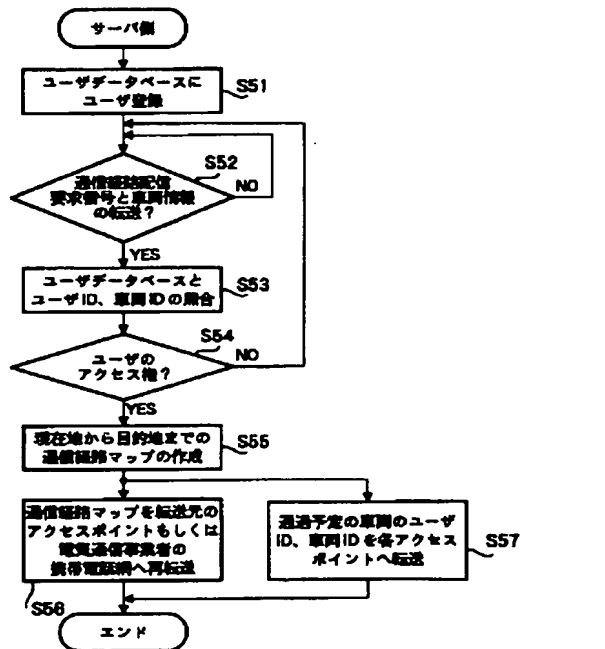 サーバ側
ユーザデータベースに
ユーザ登録
S51
S52
通信経路配信
要求信号と車両情報
の転送？
NO
YES
ユーザデータベースと
ユーザID、車両IDの照合
S53
S54
ユーザの
アクセス権？
NO
YES
現在地から目的地までの
通信経路マップの作成
S55
通信経路マップを転送元の
アクセスポイントもしくは
電気通信事業者の
携帯電話網へ再転送
S56
通過予定の車両のユーザ
ID、車両IDを各アクセス
ポイントへ転送
S57
エンド